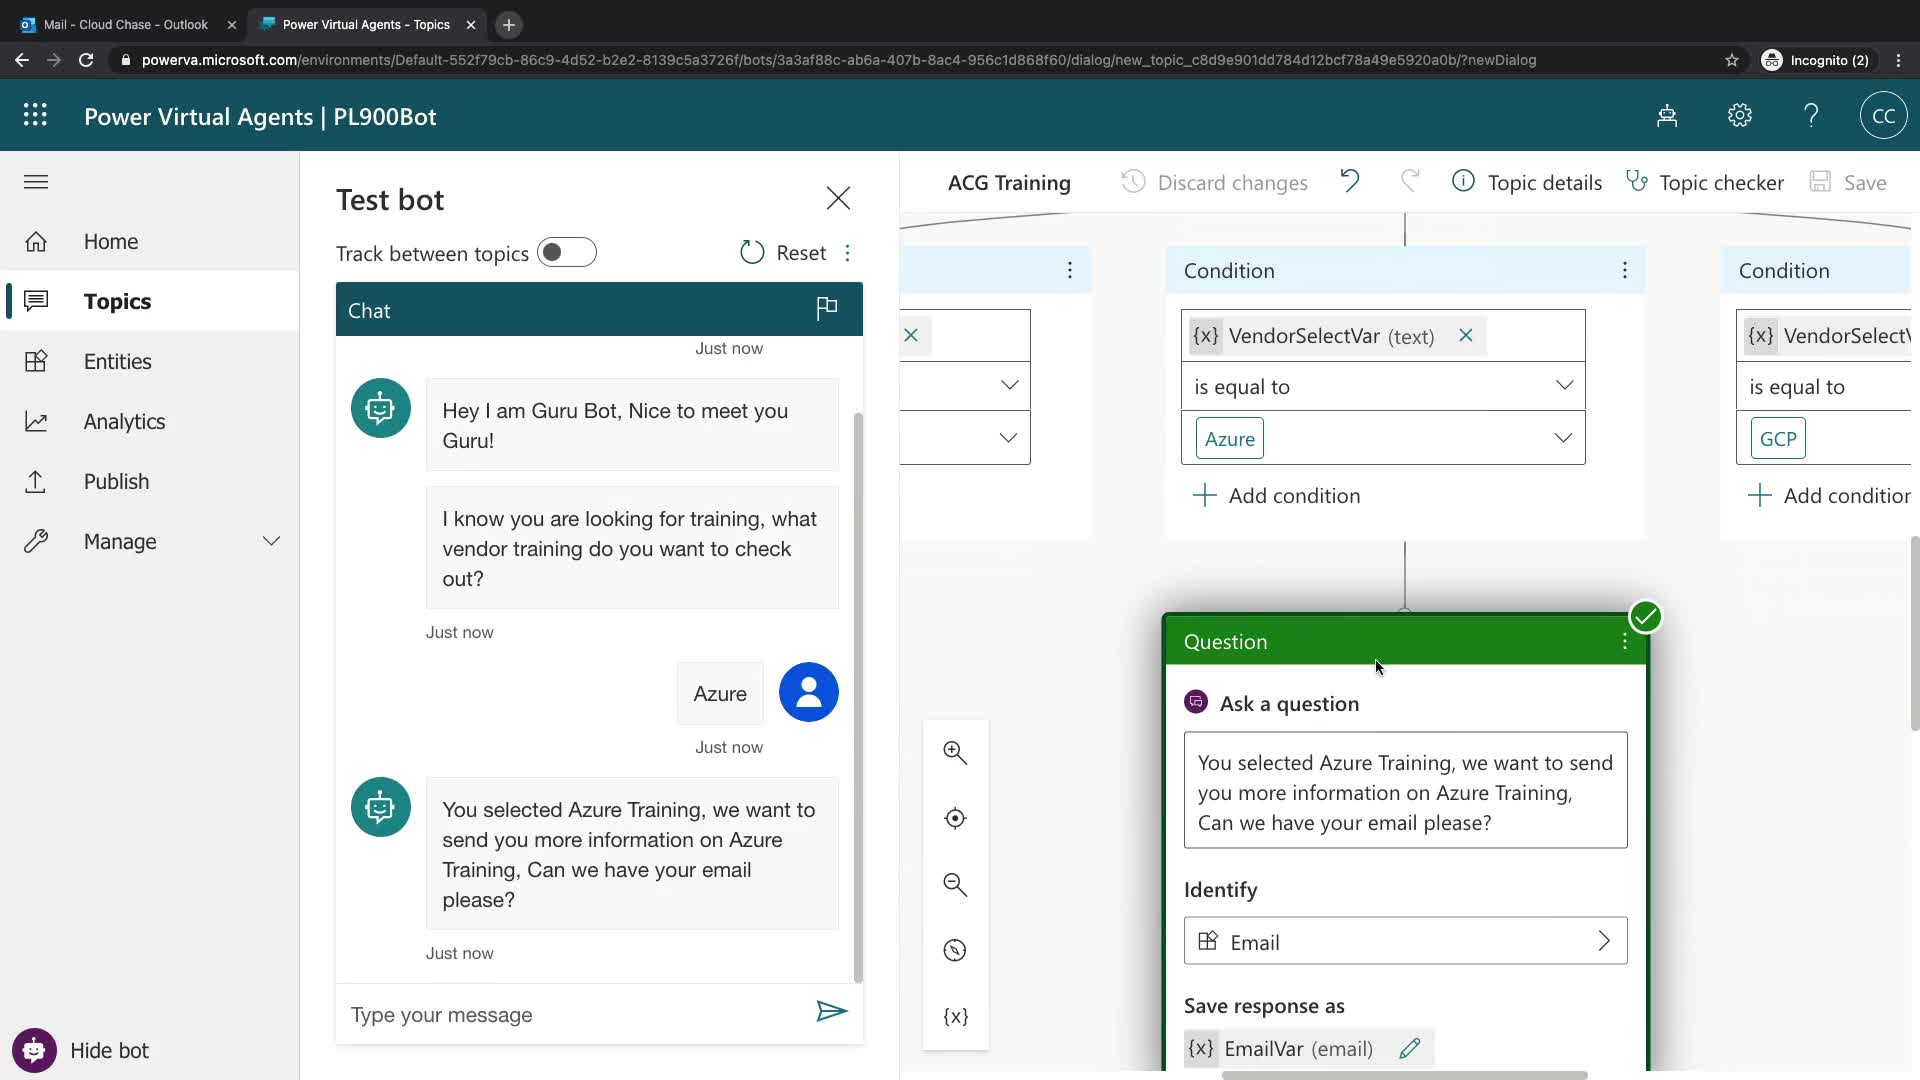 Mail - Cloud Chase - Outlook
Power Virtual Agents - Topics
powerva.microsoft.com/environments/Default-552f79cb-86c9-4d52-b2e2-8139c5a3726f/bots/3a3af88c-ab6a-407b-8ac4-956c1d868f60/dialog/new_topic_c8d9e901dd784d12bcf78a49e5920a0b/?newDialog
Incognito (2)
Power Virtual Agents | PL900Bot
CC
Home
Topics
Entities
Analytics
Publish
Manage
Hide bot
Test bot
Track between topics
Reset
Chat
Just now
Hey I am Guru Bot, Nice to meet you
Guru!
I know you are looking for training, what
vendor training do you want to check
out?
Just now
Azure
Just now
You selected Azure Training, we want to
send you more information on Azure
Training, Can we have your email
please?
Just now
Type your message
ACG Training
Discard changes
Topic details
Topic checker
Save
Condition
{x} VendorSelectVar (text)
is equal to
Azure
Add condition
Condition
{x} VendorSelectV
is equal to
GCP
Add condition
Question
Ask a question
You selected Azure Training, we want to send
you more information on Azure Training,
Can we have your email please?
Identify
Email
Save response as
{x} EmailVar (email)
{x}